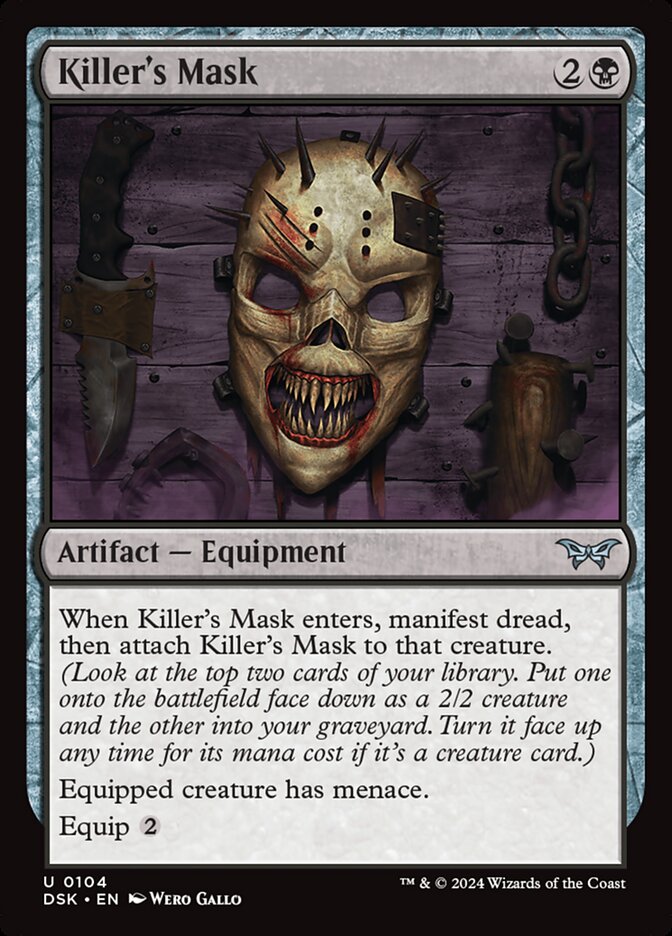 Killer's Mask 2
Artifact — Equipment
When Killer's Mask enters, manifest dread,
then attach Killer's Mask to that creature.
(Look at the top two cards of your library. Put one
onto the battlefield face down as a 2/2 creature
and the other into your graveyard. Turn it face up
any time for its mana cost if it's a creature card.)
Equipped creature has menace.
Equip 2
U 0104
DSK • EN Wero Gallo
™ & © 2024 Wizards of the Coast